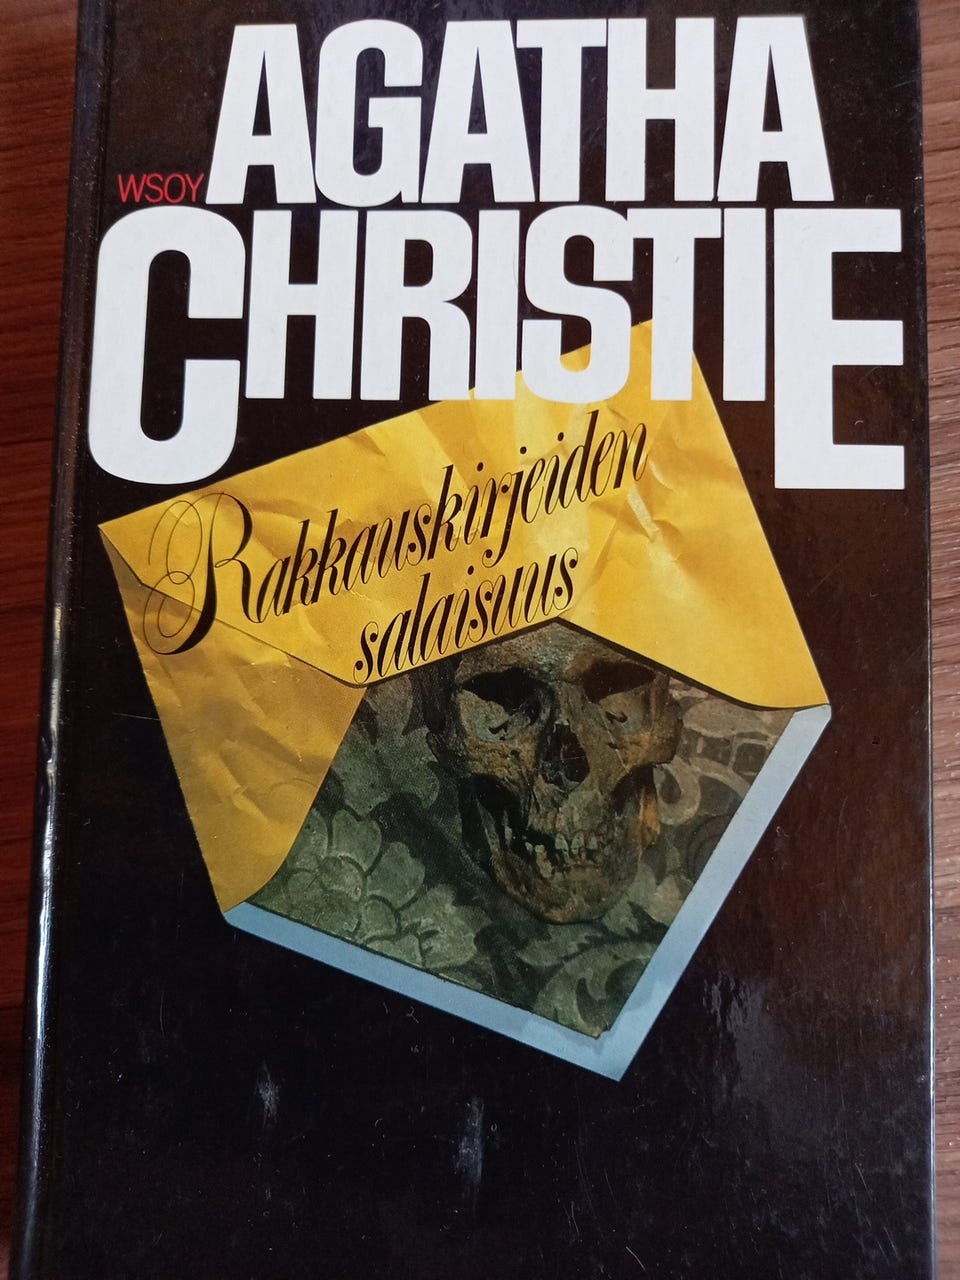 AGATHA
WSOY
CHRISTIE
Rakkauskirjeiden
salaisuus